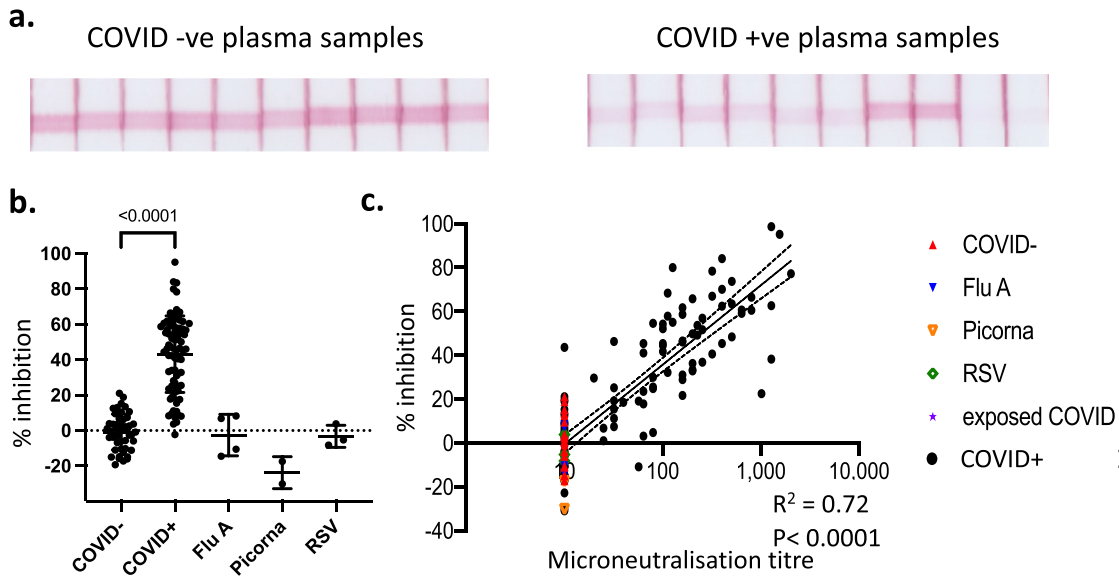 a.
COVID -ve plasma samples
COVID +ve plasma samples
b.
<0.0001
100
80
60
40
20
0
-20
% inhibition
COVID-
COVID+
Flu A
Picorna
RSV
c.
100
80
60
40
20
0
-20
-40
% inhibition
100
1,000
10,000
R² = 0.72
P< 0.0001
Microneutralisation titre
COVID-
Flu A
Picorna
RSV
exposed COVID
COVID+